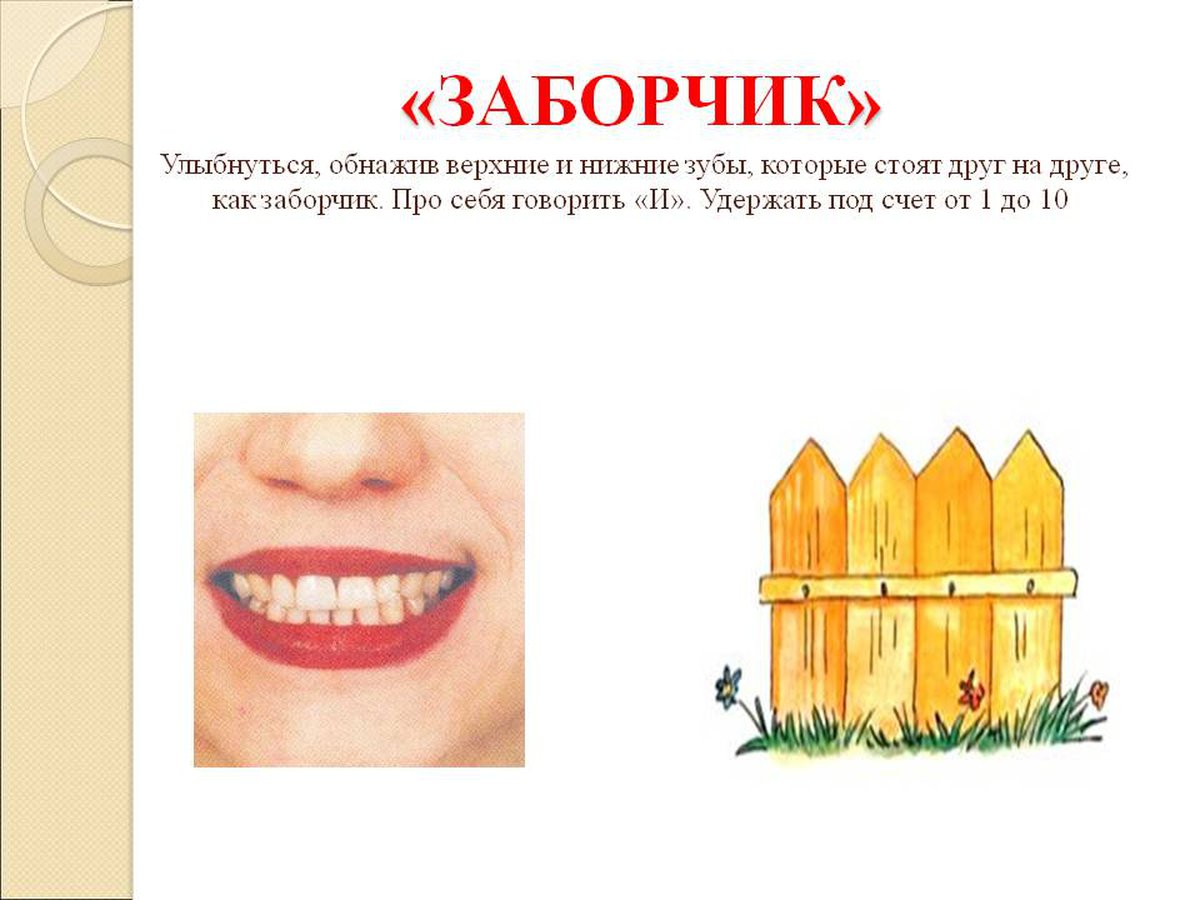 «ЗАБОРЧИК»
Улыбнуться, обнажив верхние и нижние зубы, которые стоят друг на друге,
как заборчик. Про себя говорить «И». Удержать под счет от 1 до 10